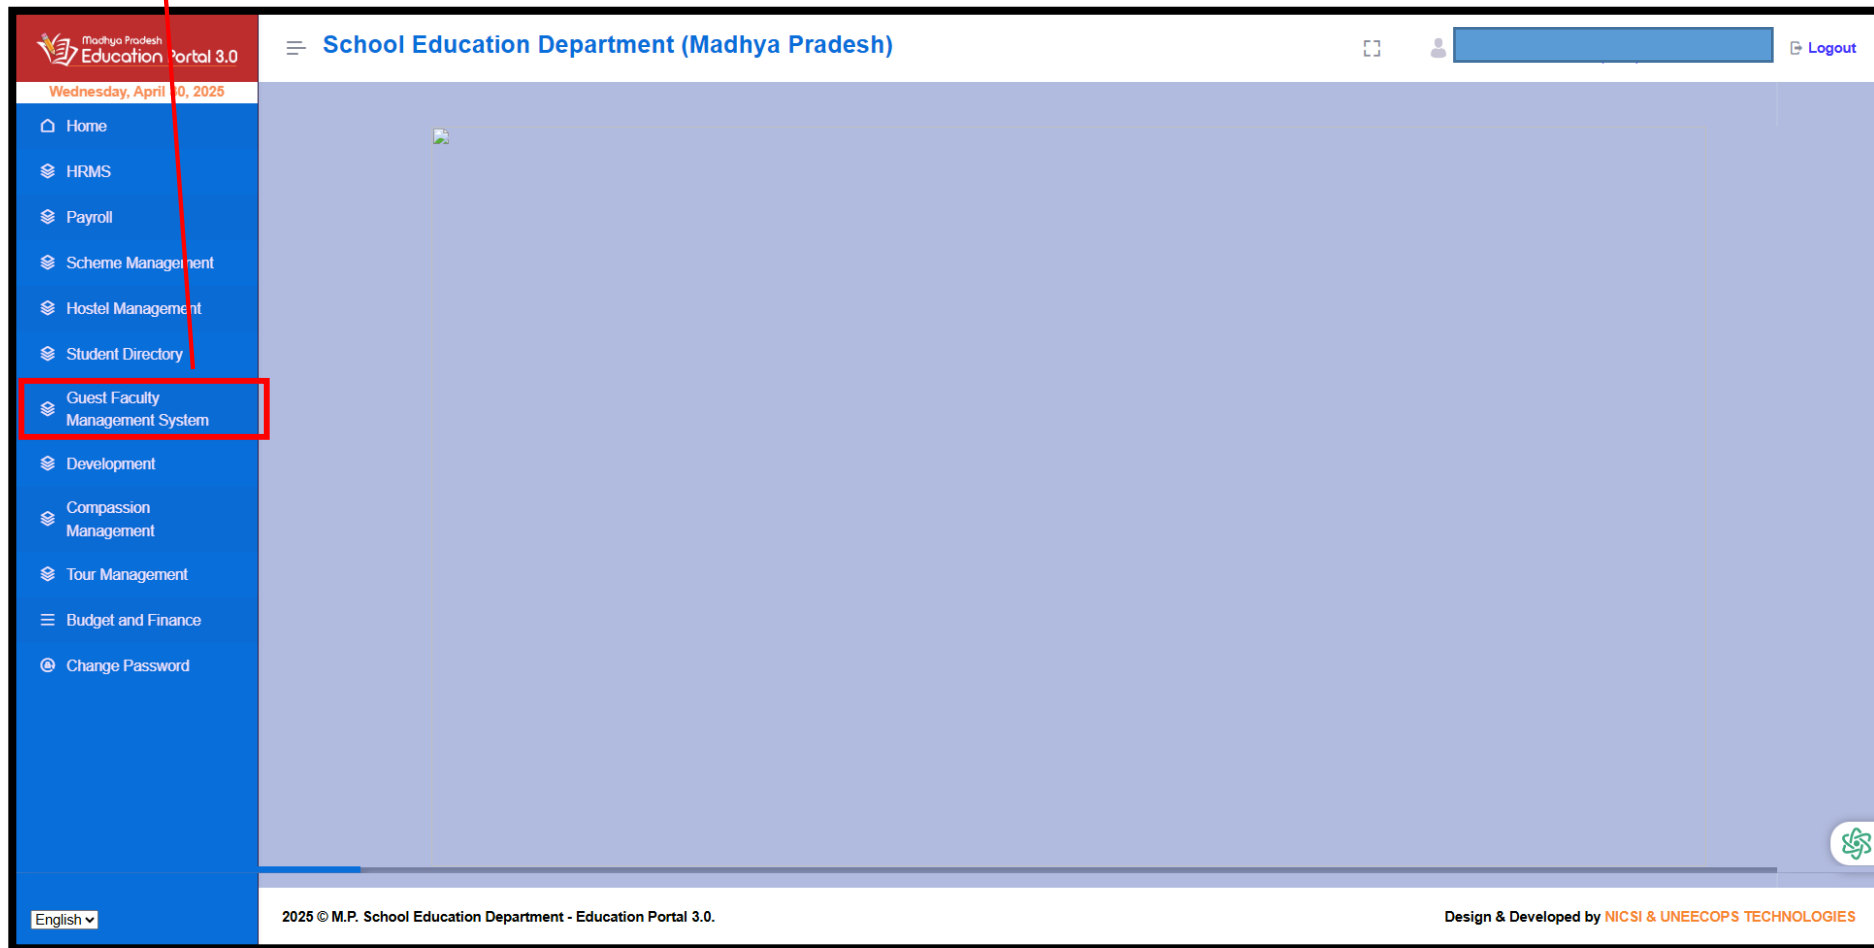 Madhya Pradesh
Education Portal 3.0
School Education Department (Madhya Pradesh)
Logout
Wednesday, April 30, 2025
Home
HRMS
Payroll
Scheme Management
Hostel Management
Student Directory
Guest Faculty
Management System
Development
Compassion
Management
Tour Management
Budget and Finance
Change Password
English
2025 © M.P. School Education Department - Education Portal 3.0.
Design & Developed by NICSI & UNEECOPS TECHNOLOGIES